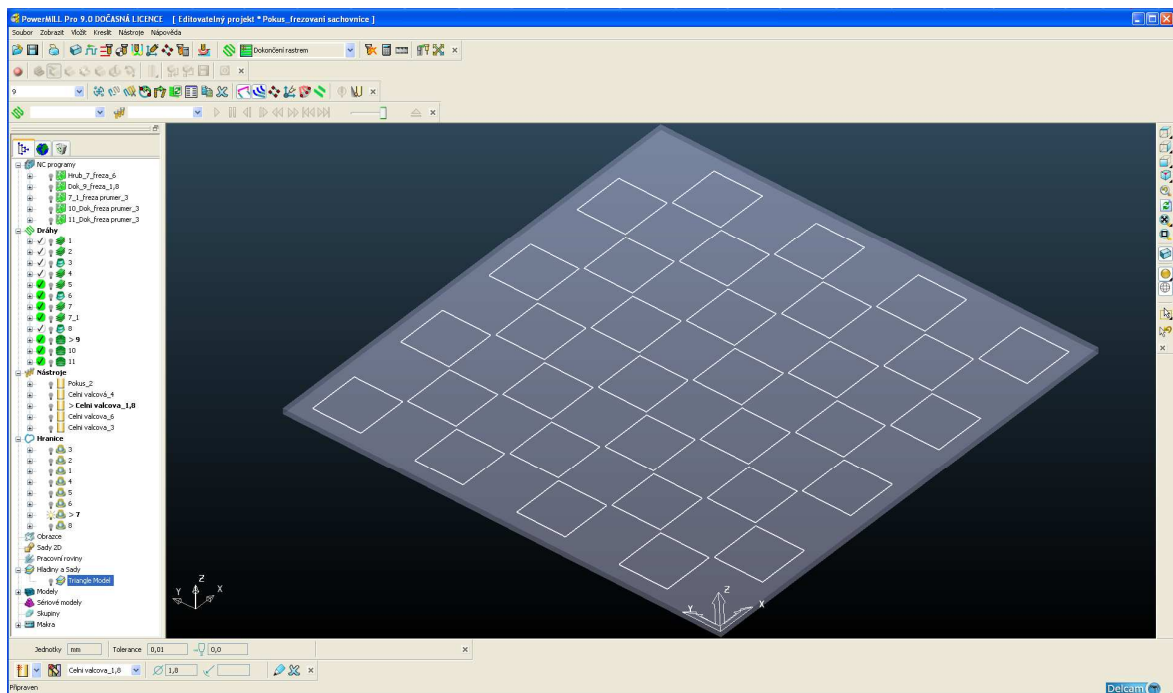 PowerMILL Pro 9.0 DOČASNÁ LICENCE [ Editovatelný projekt * Pokus_frezovani sachovnice ]
Soubor Zobrazit Vložit Kreslit Nástroje Nápověda
Dokončení rastrem
9
NC programy
Hrub_7_freza_6
Dok_9_freza_1,8
7_1_freza prumer_3
10_Dok_freza prumer_3
11_Dok_freza prumer_3
Dráhy
1
2
3
4
5
6
7
7_1
8
> 9
10
11
Nástroje
Pokus_2
Celni valcová_4
> Celni valcova_1,8
Celni valcova_6
Celni valcova_3
Hranice
3
2
1
4
5
6
> 7
8
Obrazce
Sady 2D
Pracovní roviny
Hladiny a Sady
Triangle Model
Modely
Sériové modely
Skupiny
Makra
Z
Y X
Z
Y X
Jednotky mm Tolerance 0,01 0,0
Celni valcova_1,8 1,8
Připraven
Delcam